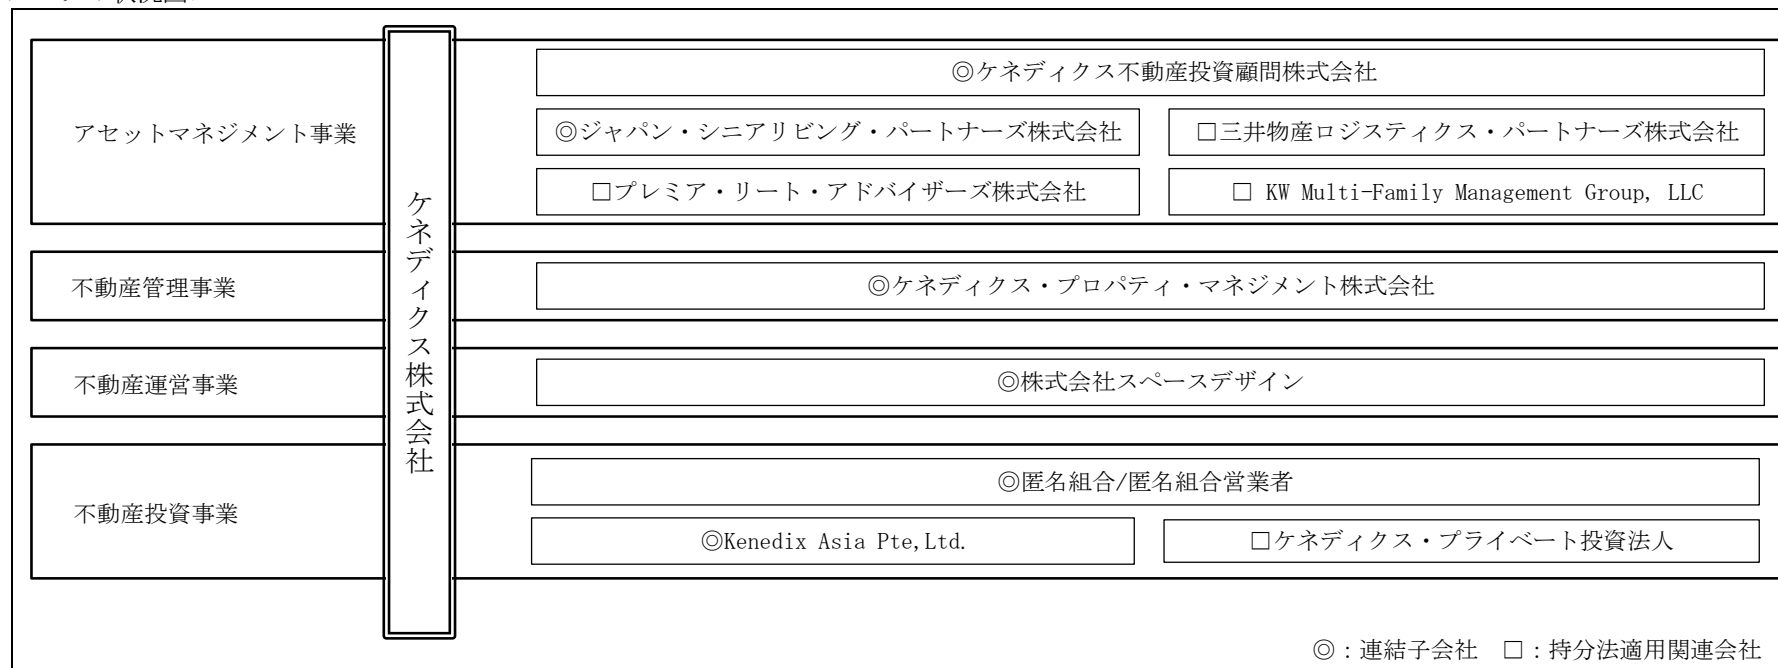 アセットマネジメント事業
◎ケネディクス不動産投資顧問株式会社
◎ジャパン・シニアリビング・パートナーズ株式会社
□三井物産ロジスティクス・パートナーズ株式会社
□プレミア・リート・アドバイザーズ株式会社
□ KW Multi-Family Management Group, LLC
ケネディクス株式会社
不動産管理事業
◎ケネディクス・プロパティ・マネジメント株式会社
不動産運営事業
◎株式会社スペースデザイン
不動産投資事業
◎匿名組合/匿名組合営業者
◎Kenedix Asia Pte,Ltd.
□ケネディクス・プライベート投資法人
◎:連結子会社 □:持分法適用関連会社